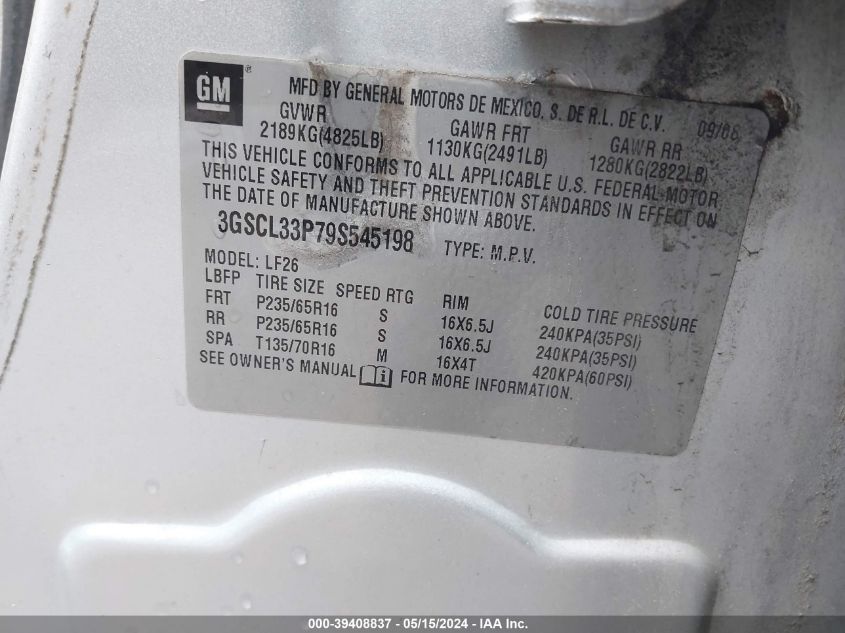 GM ®
MFD BY GENERAL MOTORS DE MEXICO, S. DE R.L. DE C.V. 09/08
GVWR GAWR FRT GAWR RR
2189KG(4825LB) 1130KG(2491LB) 1280KG(2822LB)
THIS VEHICLE CONFORMS TO ALL APPLICABLE U.S. FEDERAL MOTOR
VEHICLE SAFETY AND THEFT PREVENTION STANDARDS IN EFFECT ON
THE DATE OF MANUFACTURE SHOWN ABOVE.
3GSCL33P79S545198 TYPE: M.P.V.
MODEL: LF26
LBFP TIRE SIZE SPEED RTG RIM COLD TIRE PRESSURE
FRT P235/65R16 S 16X6.5J 240KPA(35PSI)
RR P235/65R16 S 16X6.5J 240KPA(35PSI)
SPA T135/70R16 M 16X4T 420KPA(60PSI)
SEE OWNER'S MANUAL FOR MORE INFORMATION.
000-39408837 - 05/15/2024 - IAA Inc.